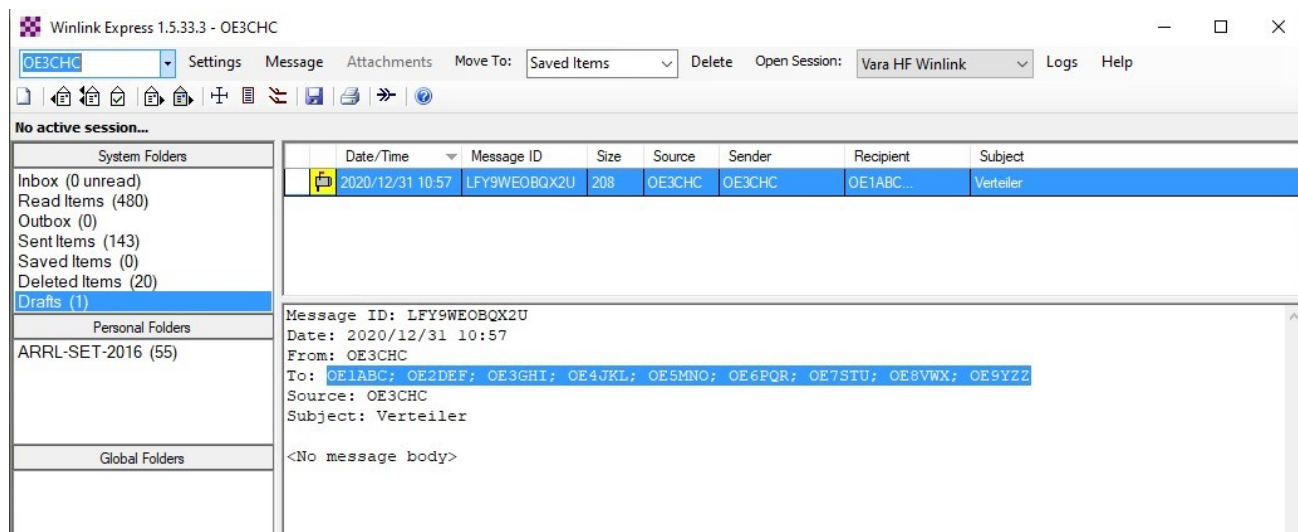 Winlink Express 1.5.33.3 - OE3CHC
OE3CHC Settings Message Attachments Move To: Saved Items Delete Open Session: Vara HF Winlink Logs Help
No active session...
System Folders
Inbox (0 unread)
Read Items (480)
Outbox (0)
Sent Items (143)
Saved Items (0)
Deleted Items (20)
Drafts (1)
Personal Folders
ARRL-SET-2016 (55)
Global Folders
Date/Time Message ID Size Source Sender Recipient Subject
2020/12/31 10:57 LFY9WEOBQX2U 208 OE3CHC OE3CHC OE1ABC... Verteiler
Message ID: LFY9WEOBQX2U
Date: 2020/12/31 10:57
From: OE3CHC
To: OE1ABC; OE2DEF; OE3GHI; OE4JKL; OE5MNO; OE6PQR; OE7STU; OE8VWX; OE9YZZ
Source: OE3CHC
Subject: Verteiler
<No message body>